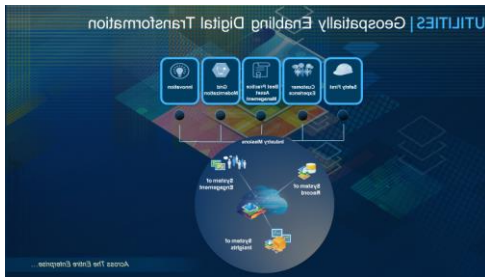 UTILITIES | Geospatially Enabling Digital Transformation
Safety First
Customer
Experience
Best Practice
Asset
Management
Grid
Modernization
Innovation
Industry Missions
System of
Engagement
System of
Record
System of
Insights
Across The Entire Enterprise...